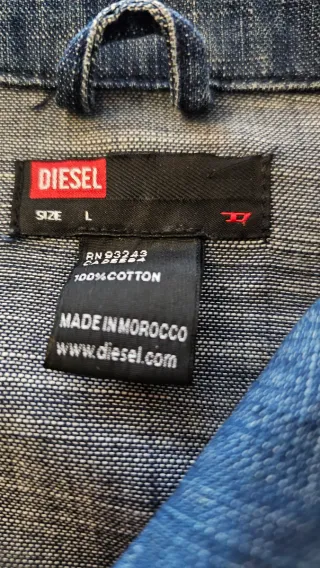 DIESEL
SIZE L
RN 93243
100% COTTON
MADE IN MOROCCO
www.diesel.com